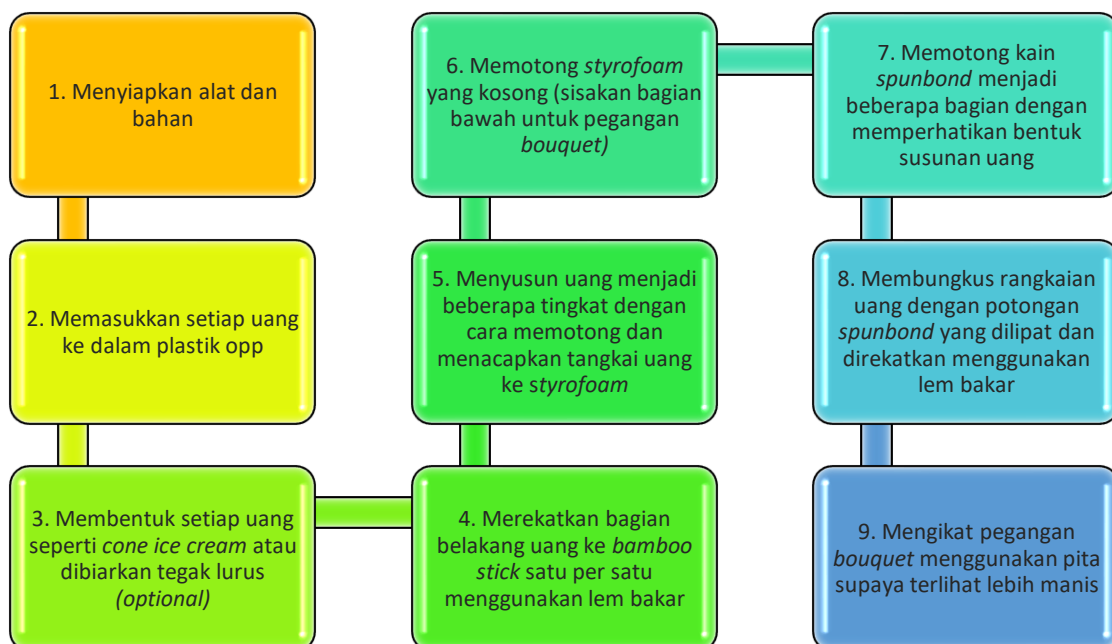 1. Menyiapkan alat dan
bahan
2. Memasukkan setiap uang
ke dalam plastik opp
3. Membentuk setiap uang
seperti cone ice cream atau
dibiarkan tegak lurus
(optional)
4. Merekatkan bagian
belakang uang ke bamboo
stick satu per satu
menggunakan lem bakar
5. Menyusun uang menjadi
beberapa tingkat dengan
cara memotong dan
menacapkan tangkai uang
ke styrofoam
6. Memotong styrofoam
yang kosong (sisakan bagian
bawah untuk pegangan
bouquet)
7. Memotong kain
spunbond menjadi
beberapa bagian dengan
memperhatikan bentuk
susunan uang
8. Membungkus rangkaian
uang dengan potongan
spunbond yang dilipat dan
direkatkan menggunakan
lem bakar
9. Mengikat pegangan
bouquet menggunakan pita
supaya terlihat lebih manis